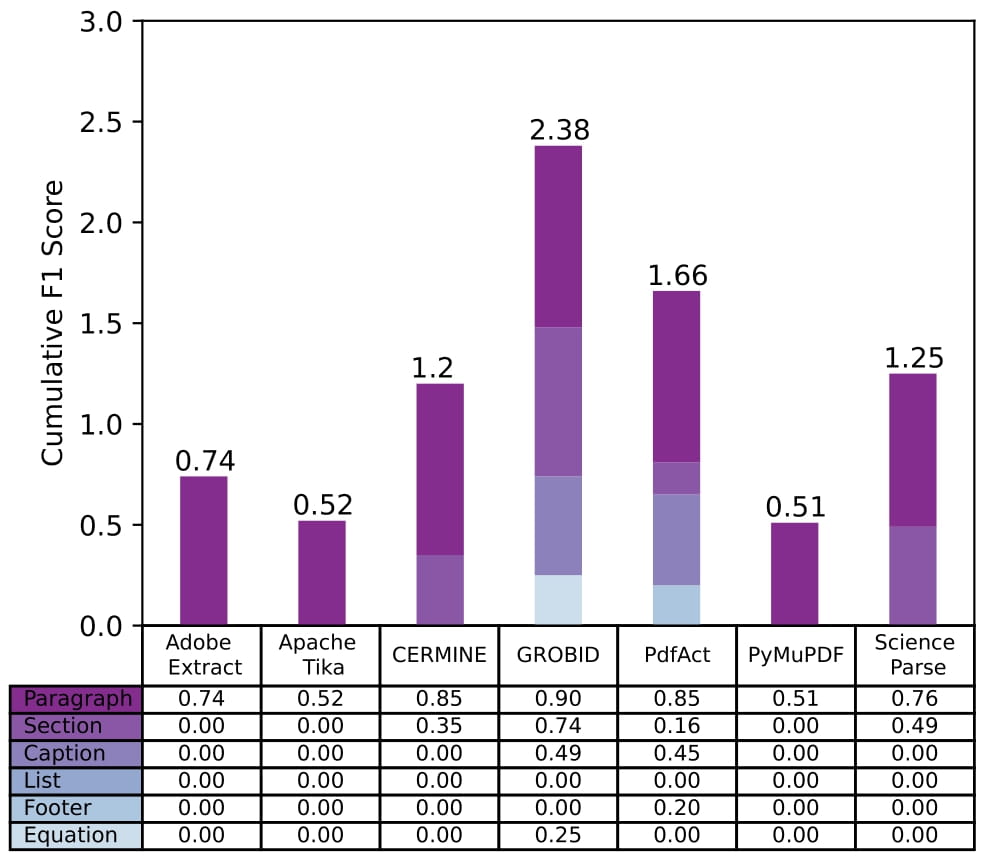 3.0
2.5
2.0
1.5
1.0
0.5
0.0
Cumulative F1 Score
0.74
0.52
1.2
2.38
1.66
0.51
1.25
Adobe Extract Apache Tika CERMINE GROBID PdfAct PyMuPDF Science Parse
Paragraph 0.74 0.52 0.85 0.90 0.85 0.51 0.76
Section 0.00 0.00 0.35 0.74 0.16 0.00 0.49
Caption 0.00 0.00 0.00 0.49 0.45 0.00 0.00
List 0.00 0.00 0.00 0.00 0.00 0.00 0.00
Footer 0.00 0.00 0.00 0.00 0.20 0.00 0.00
Equation 0.00 0.00 0.00 0.25 0.00 0.00 0.00